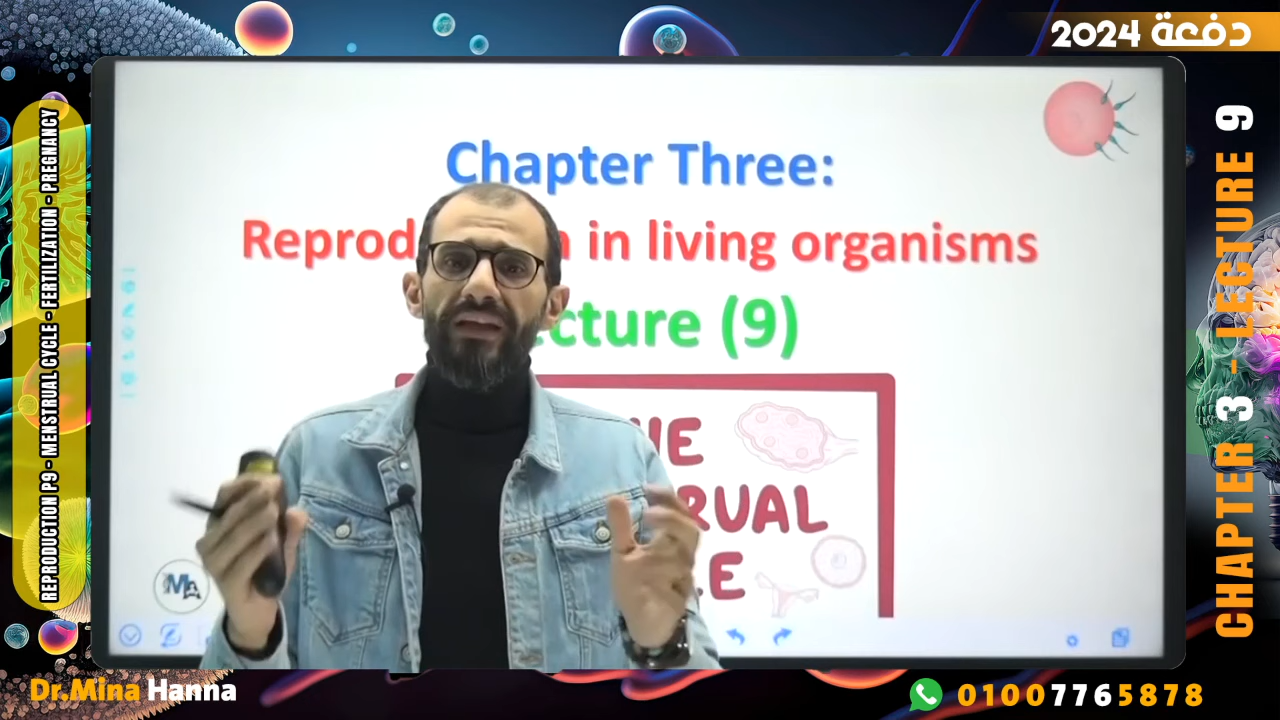 دفعة 2024
REPRODUCTION P9 - MENSTRUAL CYCLE - FERTILIZATION - PREGNANCY
Chapter Three:
in living organisms
(9)
CHAPTER 3 - LECTURE 9
Dr.Mina Hanna
01007765878